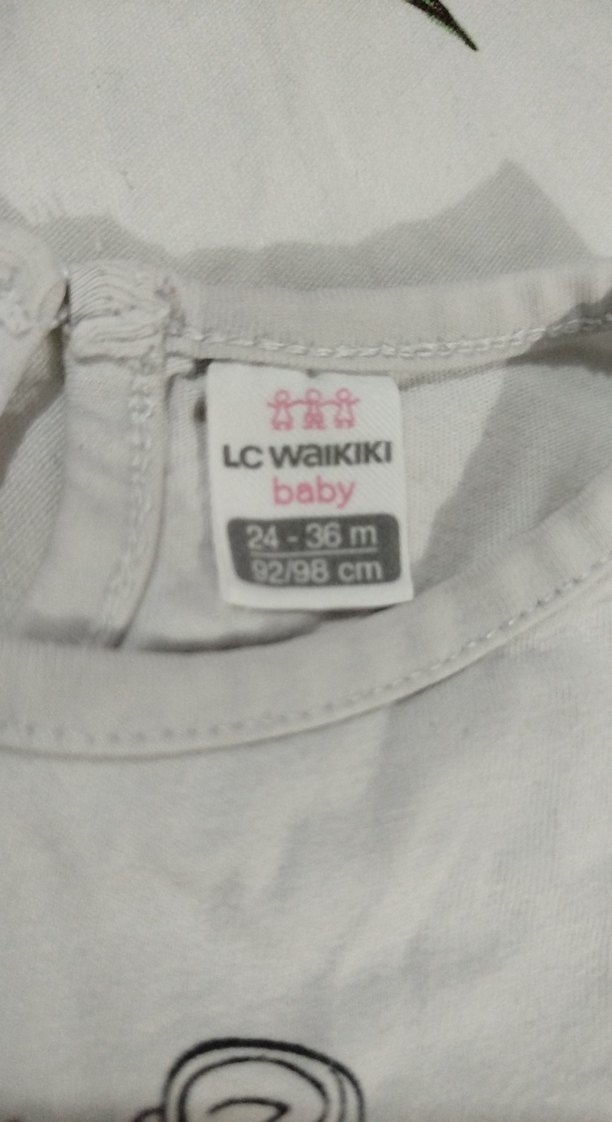 LC WAIKIKI
baby
24 - 36 m
92/98 cm